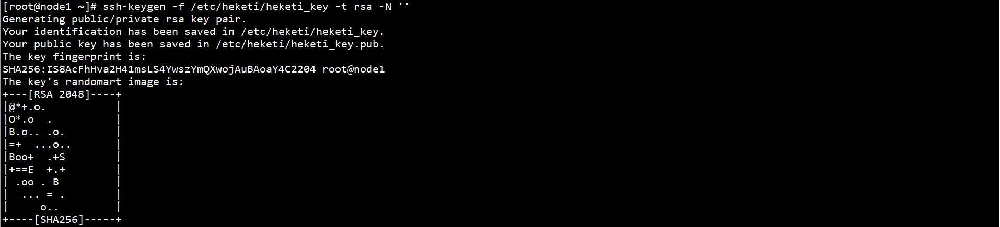 [root@node1 ~]# ssh-keygen -f /etc/heketi/heketi_key -t rsa -N ''
Generating public/private rsa key pair.
Your identification has been saved in /etc/heketi/heketi_key.
Your public key has been saved in /etc/heketi/heketi_key.pub.
The key fingerprint is:
SHA256:IS8AcFhHva2H41msLS4YwszYmQXwojAuBAoaY4C2204 root@node1
The key's randomart image is:
+---[RSA 2048]----+
|@*+.o.           |
|O*.o  .          |
|B.o.. .o.        |
|=+  ...o..       |
|Boo+  .+S        |
|+==E  +.+        |
| .oo . B         |
|  ... = .        |
|     o..         |
+----[SHA256]-----+